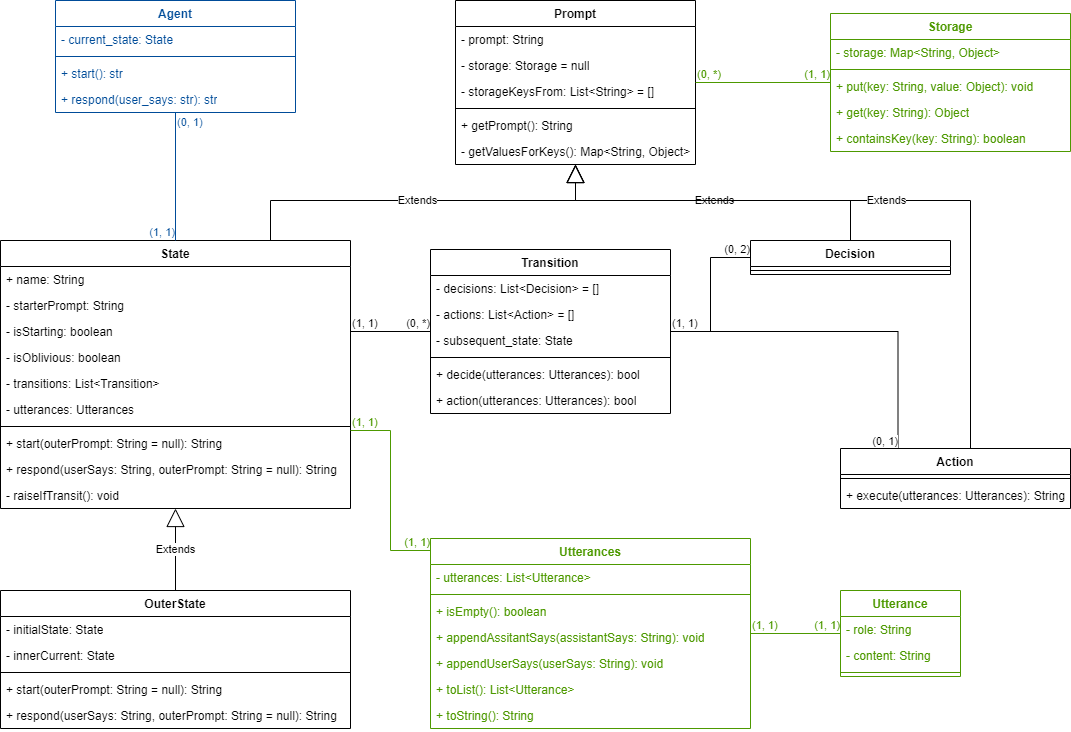 Agent
- current_state: State
+ start(): str
+ respond(user_says: str): str
(0, 1)
(1, 1)
Prompt
- prompt: String
- storage: Storage = null
- storageKeysFrom: List<String> = []
+ getPrompt(): String
- getValuesForKeys(): Map<String, Object>
(0, *)
(1, 1)
Storage
- storage: Map<String, Object>
+ put(key: String, value: Object): void
+ get(key: String): Object
+ containsKey(key: String): boolean
Extends
Extends
Extends
State
+ name: String
- starterPrompt: String
- isStarting: boolean
- isOblivious: boolean
- transitions: List<Transition>
- utterances: Utterances
+ start(outerPrompt: String = null): String
+ respond(userSays: String, outerPrompt: String = null): String
- raiseIfTransit(): void
(1, 1)
(0, *)
Transition
- decisions: List<Decision> = []
- actions: List<Action> = []
- subsequent_state: State
+ decide(utterances: Utterances): bool
+ action(utterances: Utterances): bool
(1, 1)
(0, 2)
Decision
(0, 1)
Action
+ execute(utterances: Utterances): String
(1, 1)
(1, 1)
Extends
OuterState
- initialState: State
- innerCurrent: State
+ start(outerPrompt: String = null): String
+ respond(userSays: String, outerPrompt: String = null): String
Utterances
- utterances: List<Utterance>
+ isEmpty(): boolean
+ appendAssitantSays(assistantSays: String): void
+ appendUserSays(userSays: String): void
+ toList(): List<Utterance>
+ toString(): String
(1, 1)
(1, 1)
Utterance
- role: String
- content: String